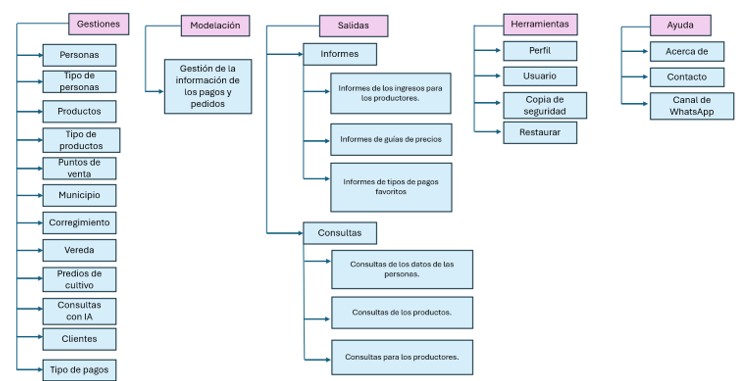 Gestiones
Personas
Tipo de
personas
Productos
Tipo de
productos
Puntos de
venta
Municipio
Corregimiento
Vereda
Predios de
cultivo
Consultas
con IA
Clientes
Tipo de pagos
Modelación
Gestión de la
información de
los pagos y
pedidos
Salidas
Informes
Informes de los ingresos para
los productores.
Informes de guías de precios
Informes de tipos de pagos
favoritos
Consultas
Consultas de los datos de las
personas.
Consultas de los productos.
Consultas para los productores.
Herramientas
Perfil
Usuario
Copia de
seguridad
Restaurar
Ayuda
Acerca de
Contacto
Canal de
WhatsApp